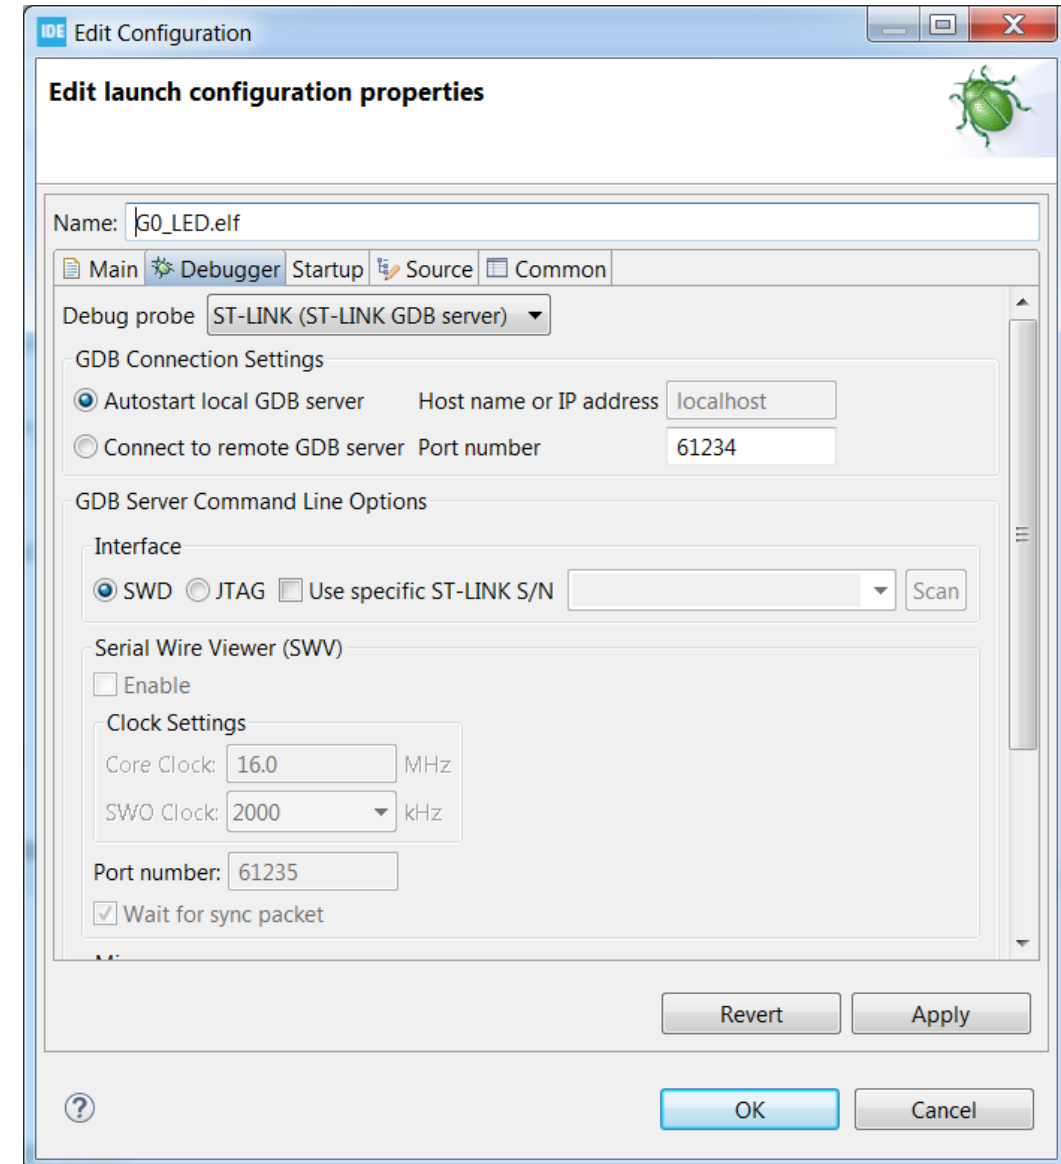 IDE Edit Configuration
Edit launch configuration properties
Name: G0_LED.elf
Main Debugger Startup Source Common
Debug probe ST-LINK (ST-LINK GDB server)
GDB Connection Settings
Autostart local GDB server Host name or IP address localhost
Connect to remote GDB server Port number 61234
GDB Server Command Line Options
Interface
SWD JTAG Use specific ST-LINK S/N Scan
Serial Wire Viewer (SWV)
Enable
Clock Settings
Core Clock: 16.0 MHz
SWO Clock: 2000 kHz
Port number: 61235
Wait for sync packet
Revert Apply
? OK Cancel